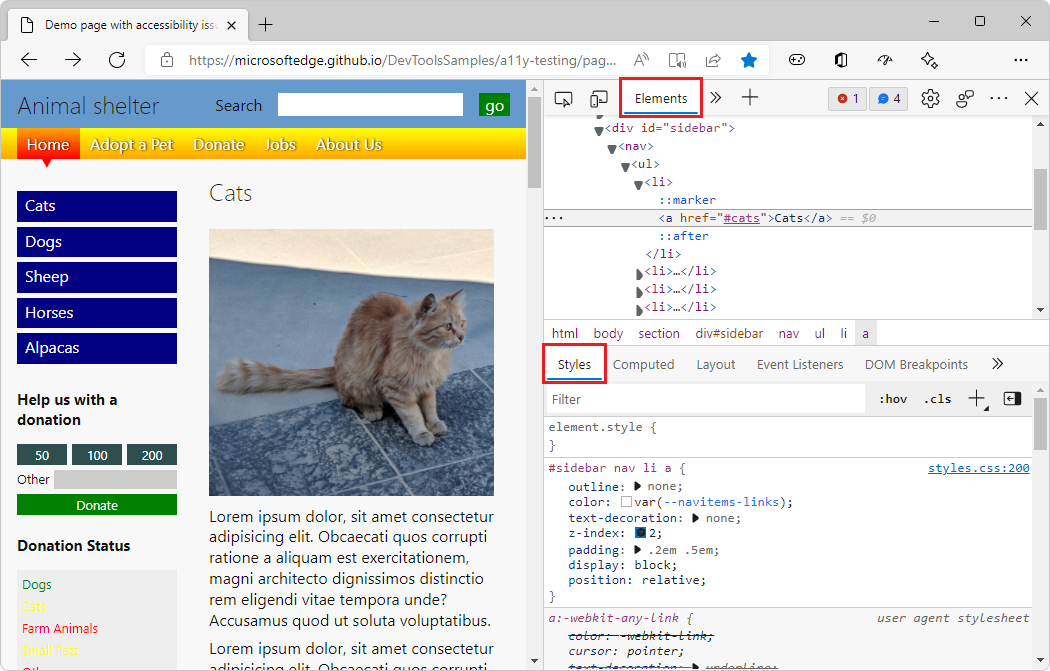 Demo page with accessibility issu
https://microsoftedge.github.io/DevToolsSamples/a11y-testing/pag...
Animal shelter
Search
go
Home
Adopt a Pet
Donate
Jobs
About Us
Cats
Dogs
Sheep
Horses
Alpacas
Help us with a
donation
50
100
200
Other
Donate
Donation Status
Dogs
Cats
Farm Animals
Small Pets
Cats
Lorem ipsum dolor, sit amet consectetur
adipisicing elit. Obcaecati quos corrupti
ratione a aliquam est exercitationem,
magni architecto dignissimos distinctio
rem eligendi vitae tempora unde?
Accusamus quod ut soluta voluptatibus.
Lorem ipsum dolor, sit amet consectetur
Elements
1
4
<div id="sidebar">
<nav>
<ul>
<li>
::marker
<a href="#cats">Cats</a> == $0
::after
</li>
<li>…</li>
<li>…</li>
<li>…</li>
html body section div#sidebar nav ul li a
Styles Computed Layout Event Listeners DOM Breakpoints
Filter
:hov .cls
element.style {
}
#sidebar nav li a { styles.css:200
outline: none;
color: var(--navitems-links);
text-decoration: none;
z-index: 2;
padding: .2em .5em;
display: block;
position: relative;
}
a:-webkit-any-link { user agent stylesheet
color: -webkit-link;
cursor: pointer;
text-decoration: underline;